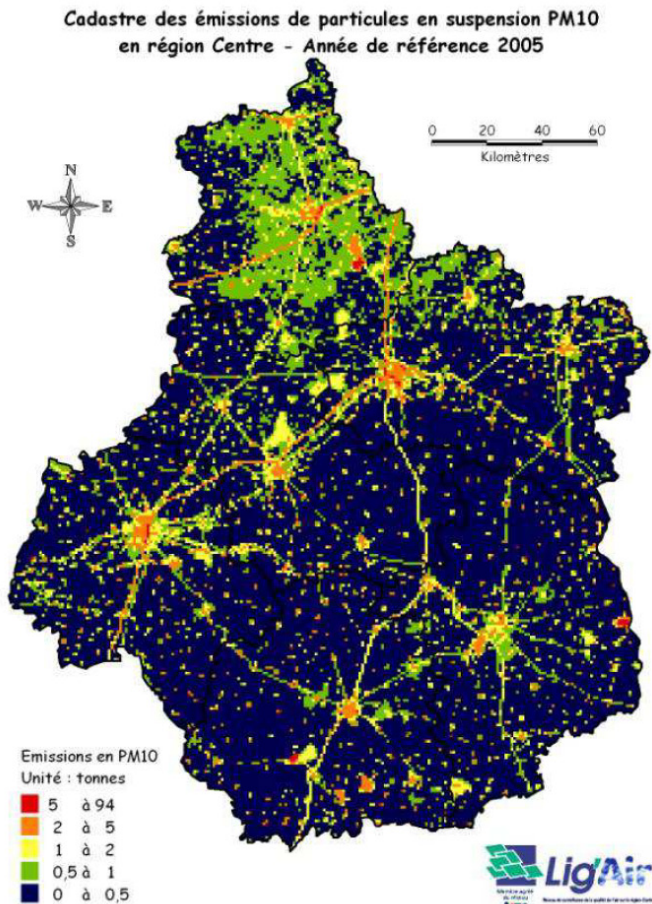 Cadastre des émissions de particules en suspension PM10
en région Centre - Année de référence 2005
0 20 40 60
Kilomètres
N
W E
S
Emissions en PM10
Unité : tonnes
5 à 94
2 à 5
1 à 2
0,5 à 1
0 à 0,5
Lig'Air